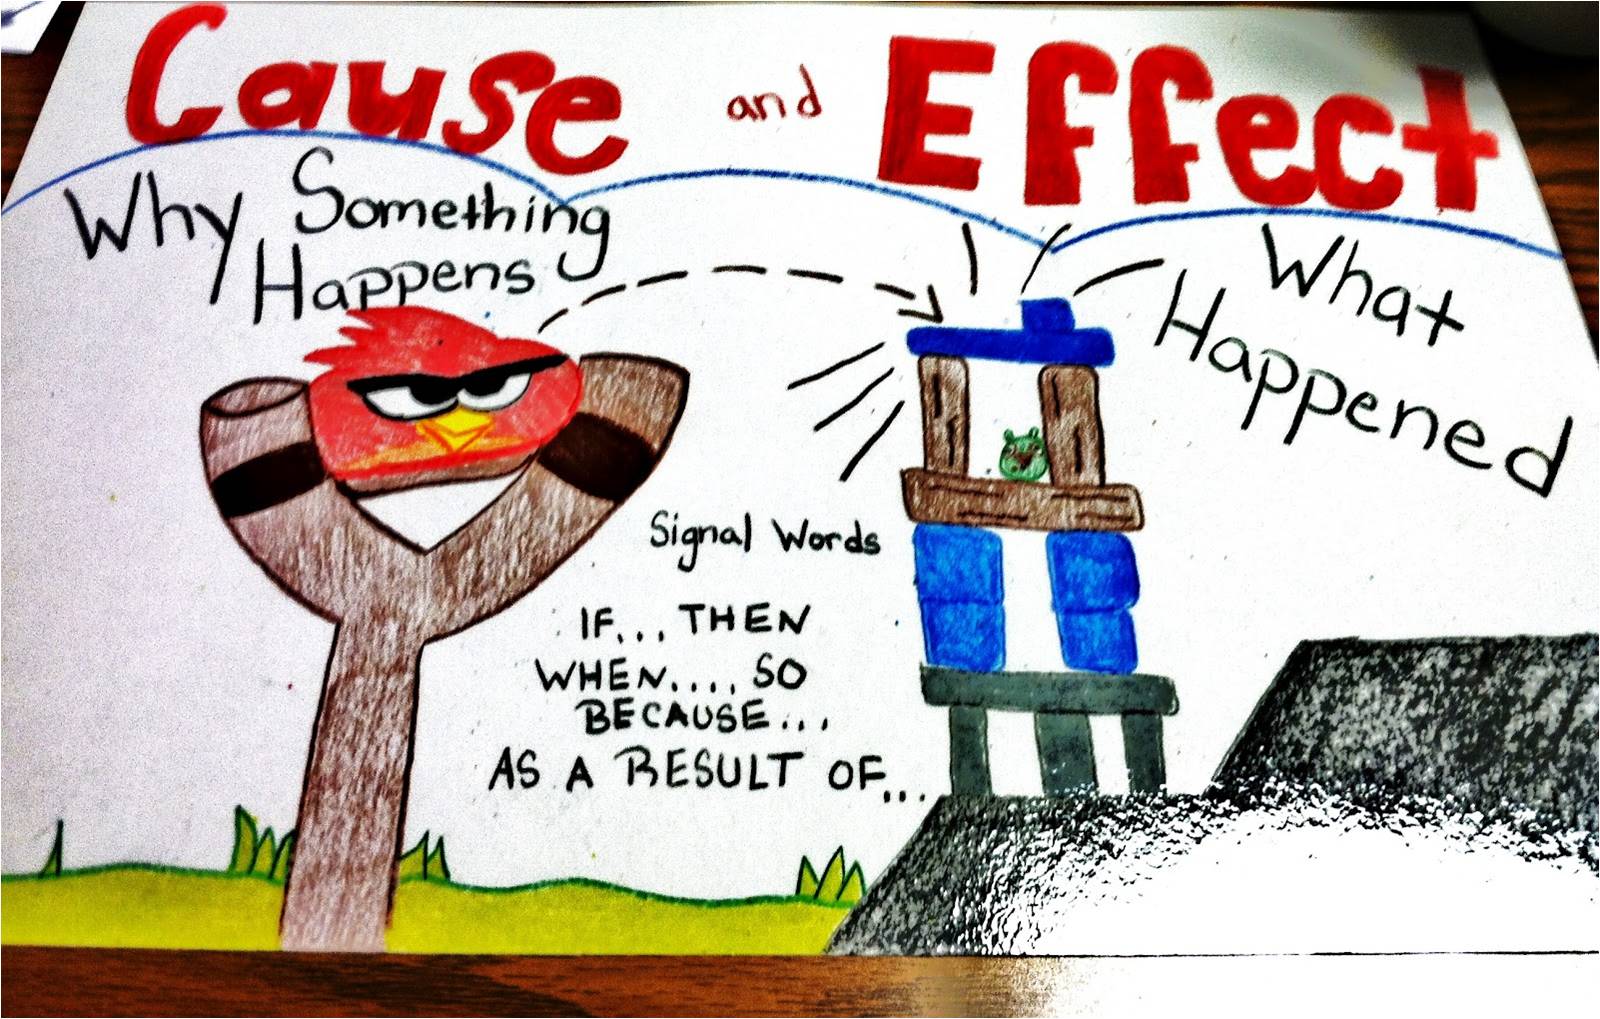 Cause and Effect
Why Something
Happens
What
Happened
Signal Words
IF... THEN
WHEN.... SO
BECAUSE...
AS A RESULT OF...